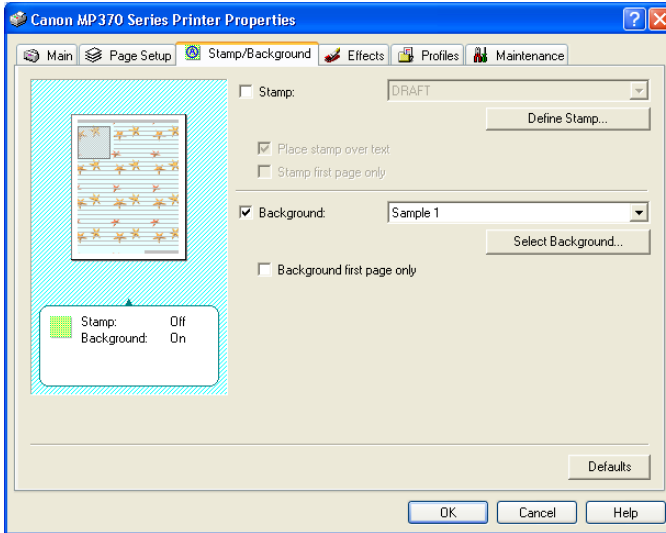 Canon MP370 Series Printer Properties
Main Page Setup Stamp/Background Effects Profiles Maintenance
Stamp: DRAFT
Define Stamp...
Place stamp over text
Stamp first page only
Background: Sample 1
Select Background...
Background first page only
Stamp: Off
Background: On
Defaults
OK Cancel Help